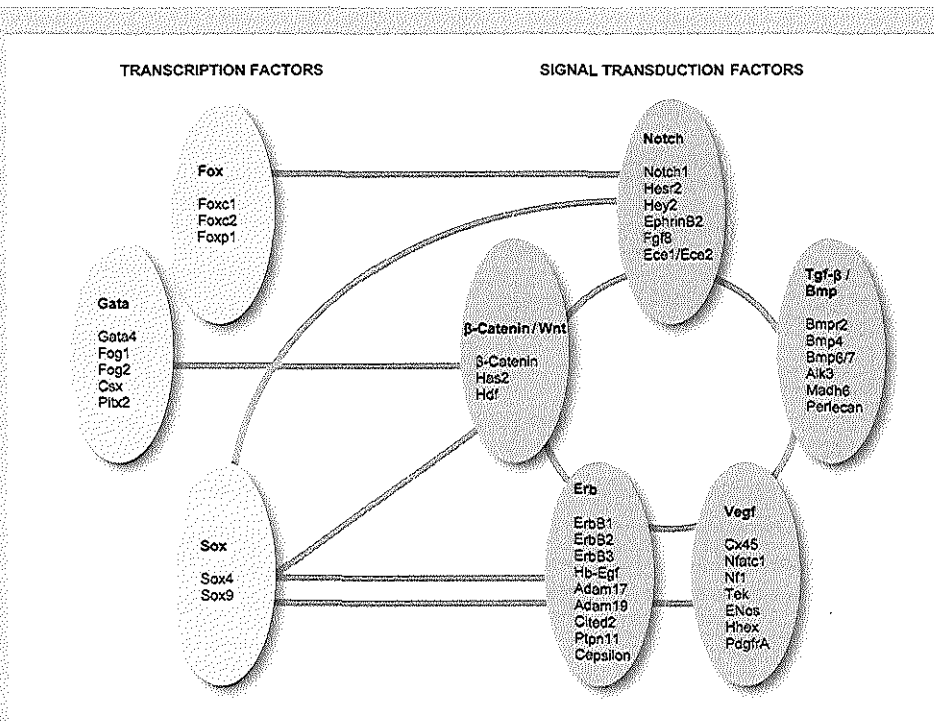 TRANSCRIPTION FACTORS
SIGNAL TRANSDUCTION FACTORS
Fox
Foxc1
Foxc2
Foxp1
Gata
Gata4
Fog1
Fog2
Csx
Pitx2
Sox
Sox4
Sox9
Notch
Notch1
Hesr2
Hey2
EphrinB2
Fgf8
Ece1/Ece2
β-Catenin / Wnt
β-Catenin
Has2
Hdf
Tgf-β /
Bmp
Bmpr2
Bmp4
Bmp6/7
Alk3
Madh6
Perlecan
Erb
ErbB1
ErbB2
ErbB3
Hb-Egf
Adam17
Adam19
Cited2
Ptpn11
Cepsilon
Vegf
Cx45
Nfatc1
Nf1
Tek
ENos
Hhex
PdgfrA